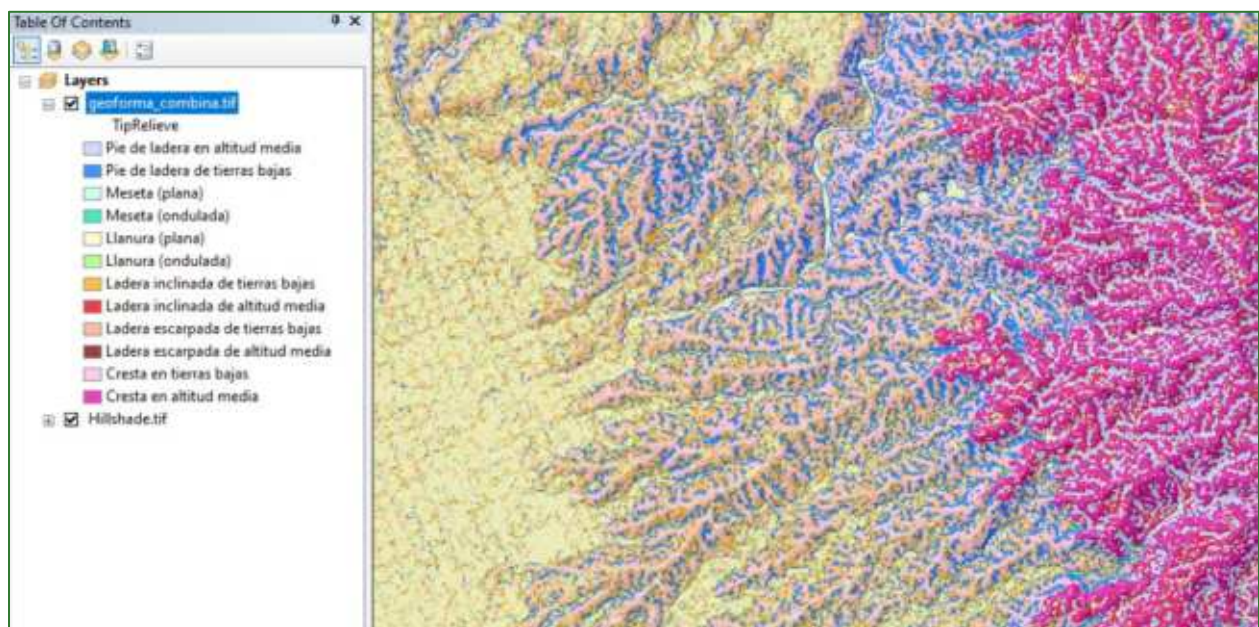 Table Of Contents
Layers
geoforma_combina.tif
TipRelieve
Pie de ladera en altitud media
Pie de ladera de tierras bajas
Meseta (plana)
Meseta (ondulada)
Llanura (plana)
Llanura (ondulada)
Ladera inclinada de tierras bajas
Ladera inclinada de altitud media
Ladera escarpada de tierras bajas
Ladera escarpada de altitud media
Cresta en tierras bajas
Cresta en altitud media
Hillshade.tif